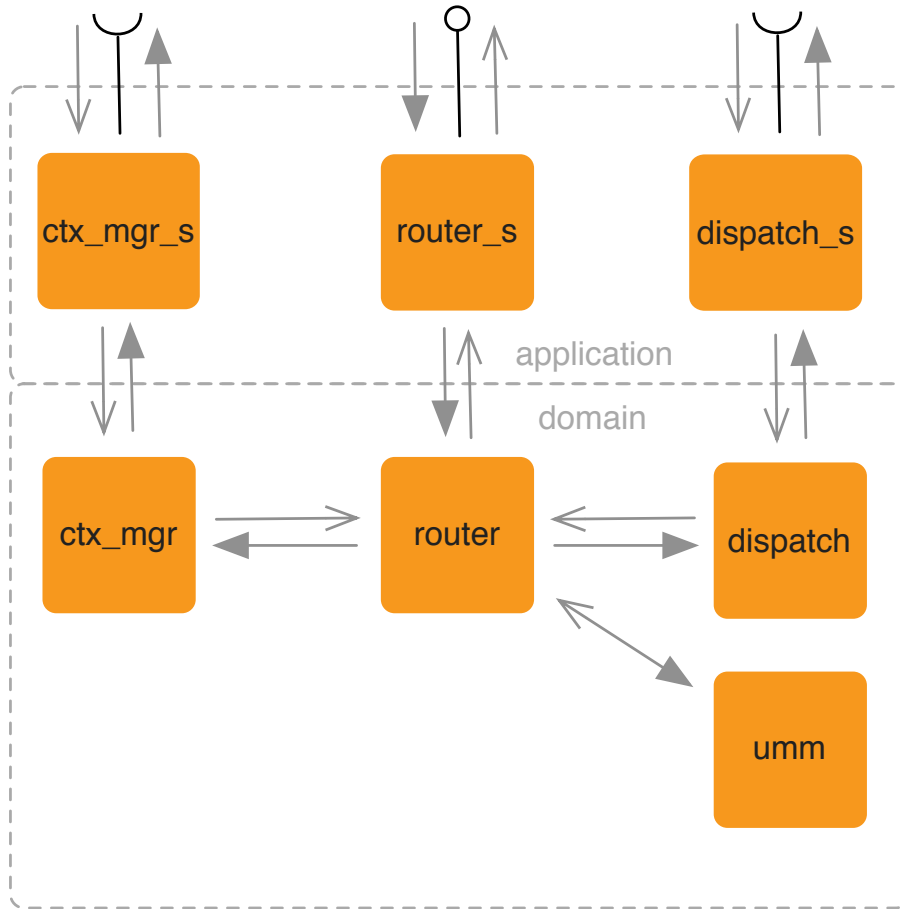 ctx_mgr_s
router_s
dispatch_s
application
domain
ctx_mgr
router
dispatch
umm